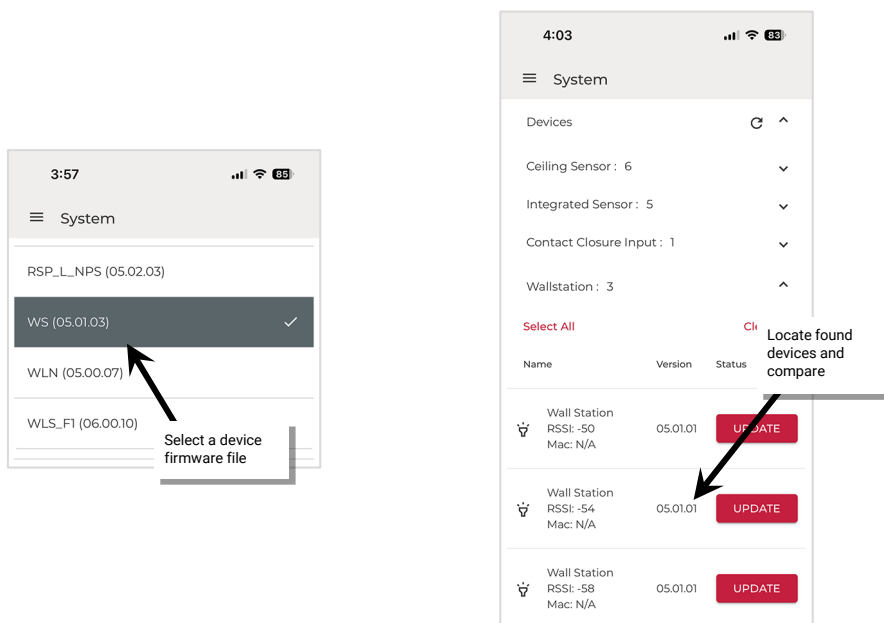 3:57
85
System
RSP_L_NPS (05.02.03)
WS (05.01.03)
WLN (05.00.07)
WLS_F1 (06.00.10)
Select a device
firmware file
4:03
83
System
Devices
Ceiling Sensor : 6
Integrated Sensor : 5
Contact Closure Input : 1
Wallstation : 3
Select All
Locate found
devices and
compare
Name Version Status
Wall Station
RSSI: -50 05.01.01 UPDATE
Mac: N/A
Wall Station
RSSI: -54 05.01.01 UPDATE
Mac: N/A
Wall Station
RSSI: -58 05.01.01 UPDATE
Mac: N/A